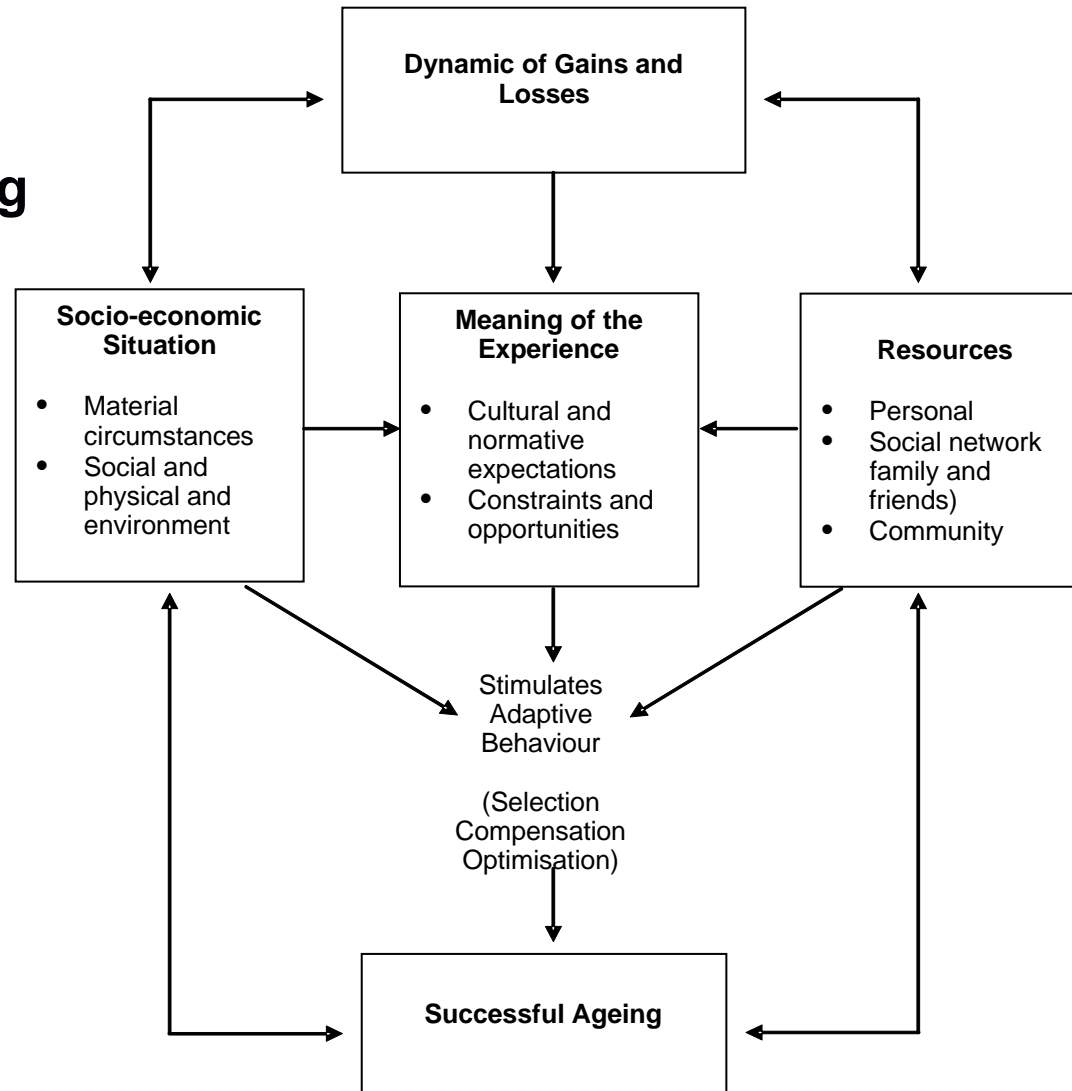 Dynamic of Gains and
Losses
g
Socio-economic
Situation
• Material
circumstances
• Social and
physical and
environment
Meaning of the
Experience
• Cultural and
normative
expectations
• Constraints and
opportunities
Resources
• Personal
• Social network
family and
friends)
• Community
Stimulates
Adaptive
Behaviour
(Selection
Compensation
Optimisation)
Successful Ageing